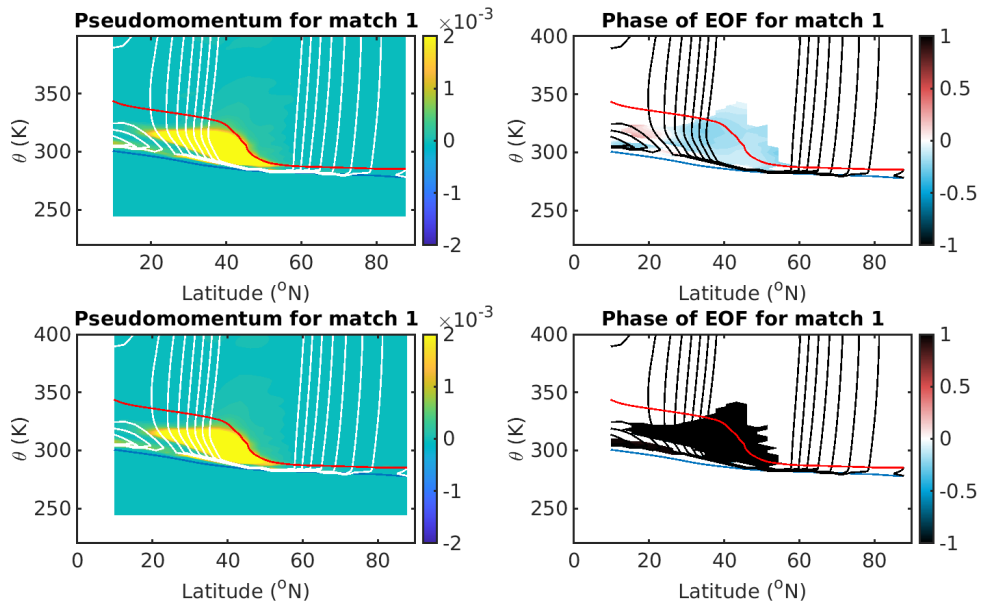 Pseudomomentum for match 1
×10⁻³
400
350
300
250
θ (K)
20 40 60 80
Latitude (°N)
2
1
0
-1
-2
Phase of EOF for match 1
400
350
300
250
θ (K)
0 20 40 60 80
Latitude (°N)
1
0.5
0
-0.5
-1
Pseudomomentum for match 1
×10⁻³
400
350
300
250
θ (K)
0 20 40 60 80
Latitude (°N)
2
1
0
-1
-2
Phase of EOF for match 1
400
350
300
250
θ (K)
0 20 40 60 80
Latitude (°N)
1
0.5
0
-0.5
-1